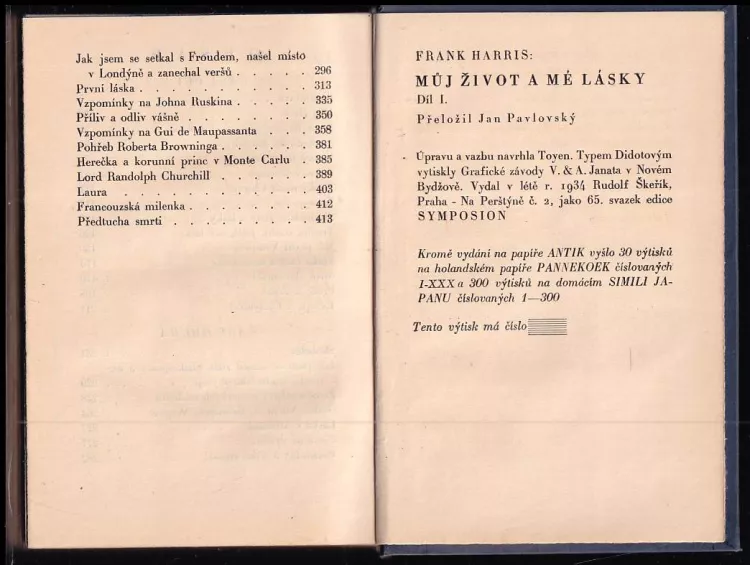 Jak jsem se setkal s Froudem, našel místo
v Londýně a zanechal veršů . . . . . 296
První láska . . . . . . . . . . . 313
Vzpomínky na Johna Ruskina . . . . . 335
Příliv a odliv vášně . . . . . . . . 350
Vzpomínky na Gui de Maupassanta . . . 358
Pohřeb Roberta Browninga . . . . . . 381
Herečka a korunní princ v Monte Carlu . 385
Lord Randolph Churchill . . . . . . 389
Laura . . . . . . . . . . . . 403
Francouzská milenka . . . . . . . . 412
Předtucha smrti . . . . . . . . . 413
FRANK HARRIS:
MŮJ ŽIVOT A MÉ LÁSKY
Díl I.
Přeložil Jan Pavlovský
Úpravu a vazbu navrhla Toyen. Typem Didotovým
vytiskly Grafické závody V. & A. Janata v Novém
Bydžově. Vydal v létě r. 1934 Rudolf Škeřík,
Praha - Na Perštýně č. 2, jako 65. svazek edice
SYMPOSION
Kromě vydání na papíře ANTIK vyšlo 30 výtisků
na holandském papíře PANNEKOEK číslovaných
I-XXX a 300 výtisků na domácím SIMILI JA-
PANU číslovaných 1—300
Tento výtisk má číslo